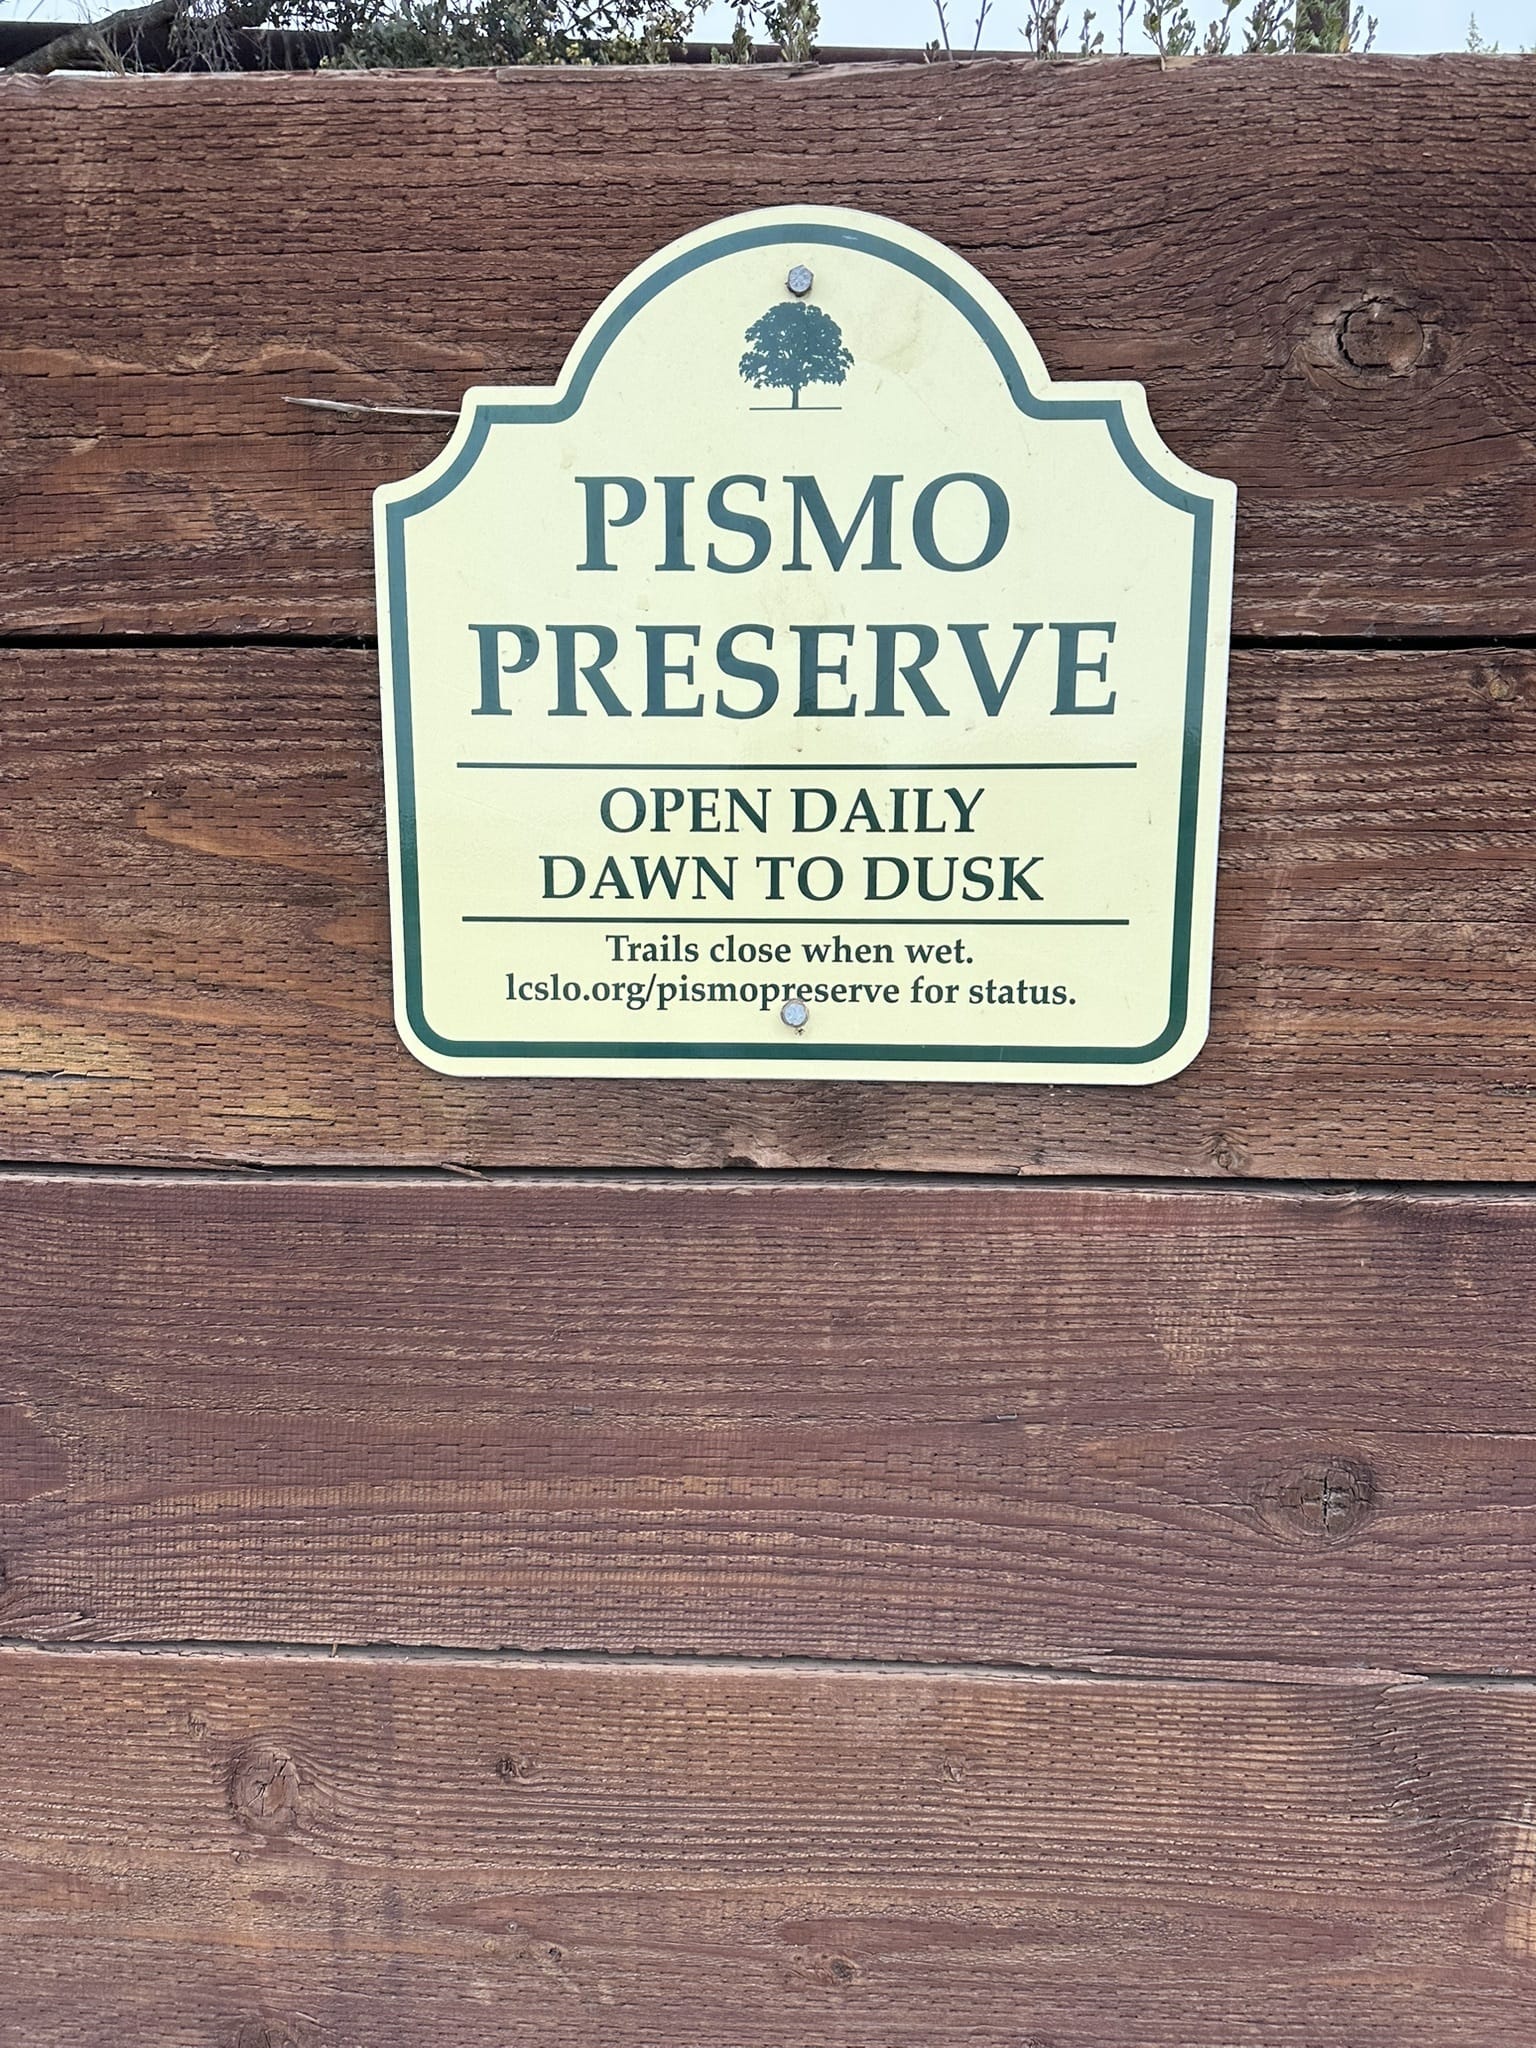 PISMO
PRESERVE
OPEN DAILY
DAWN TO DUSK
Trails close when wet.
lcslo.org/pismopreserve for status.